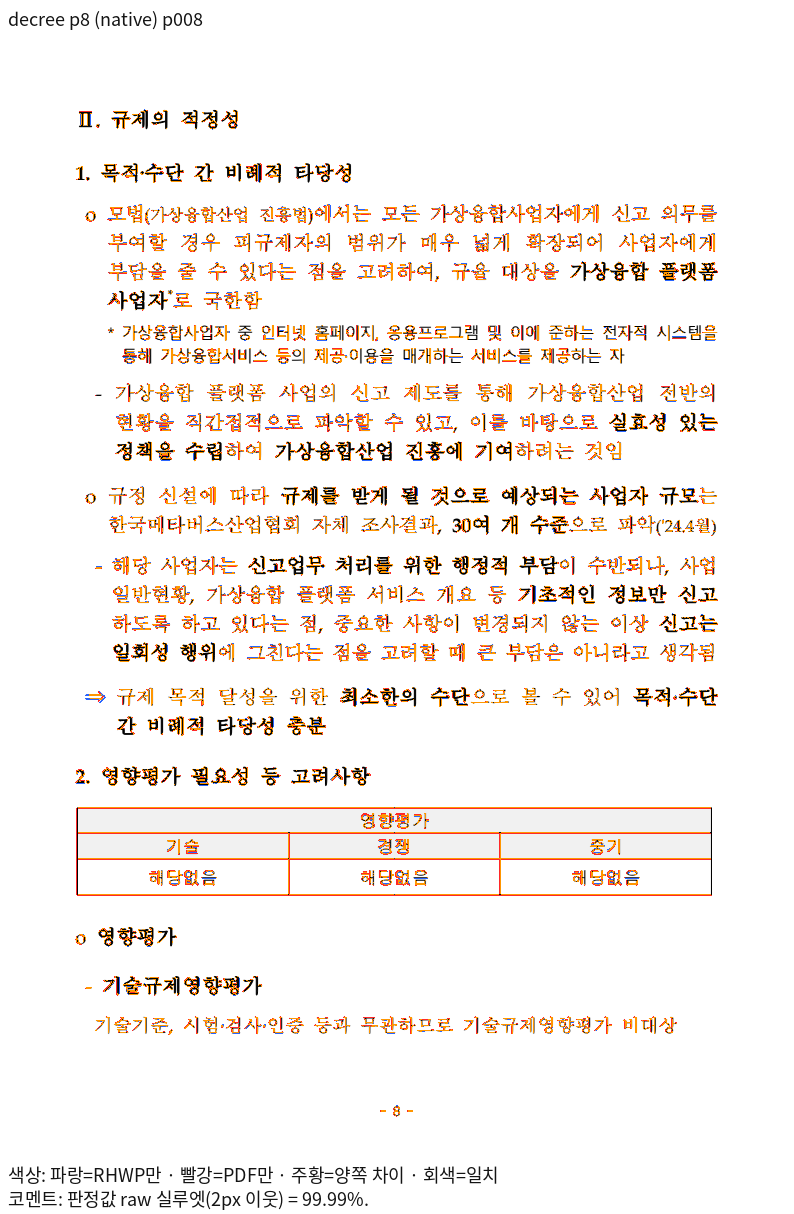 decree p8 (native) p008
Ⅱ. 규제의 적정성
1. 목적·수단 간 비례적 타당성
o 모법(가상융합산업 진흥법)에서는 모든 가상융합사업자에게 신고 의무를
부여할 경우 피규제자의 범위가 매우 넓게 확장되어 사업자에게
부담을 줄 수 있다는 점을 고려하여, 규율 대상을 가상융합 플랫폼
사업자*로 국한함
* 가상융합사업자 중 인터넷 홈페이지, 응용프로그램 및 이에 준하는 전자적 시스템을
통해 가상융합서비스 등의 제공·이용을 매개하는 서비스를 제공하는 자
- 가상융합 플랫폼 사업의 신고 제도를 통해 가상융합산업 전반의
현황을 직간접적으로 파악할 수 있고, 이를 바탕으로 실효성 있는
정책을 수립하여 가상융합산업 진흥에 기여하려는 것임
o 규정 신설에 따라 규제를 받게 될 것으로 예상되는 사업자 규모는
한국메타버스산업협회 자체 조사결과, 30여 개 수준으로 파악('24.4월)
- 해당 사업자는 신고업무 처리를 위한 행정적 부담이 수반되나, 사업
일반현황, 가상융합 플랫폼 서비스 개요 등 기초적인 정보만 신고
하도록 하고 있다는 점, 중요한 사항이 변경되지 않는 이상 신고는
일회성 행위에 그친다는 점을 고려할 때 큰 부담은 아니라고 생각됨
⇒ 규제 목적 달성을 위한 최소한의 수단으로 볼 수 있어 목적·수단
간 비례적 타당성 충분
2. 영향평가 필요성 등 고려사항
영향평가
기술 경쟁 중기
해당없음 해당없음 해당없음
o 영향평가
- 기술규제영향평가
기술기준, 시험·검사·인증 등과 무관하므로 기술규제영향평가 비대상
- 8 -
색상: 파랑=RHWP만 · 빨강=PDF만 · 주황=양쪽 차이 · 회색=일치
코멘트: 판정값 raw 실루엣(2px 이웃) = 99.99%.